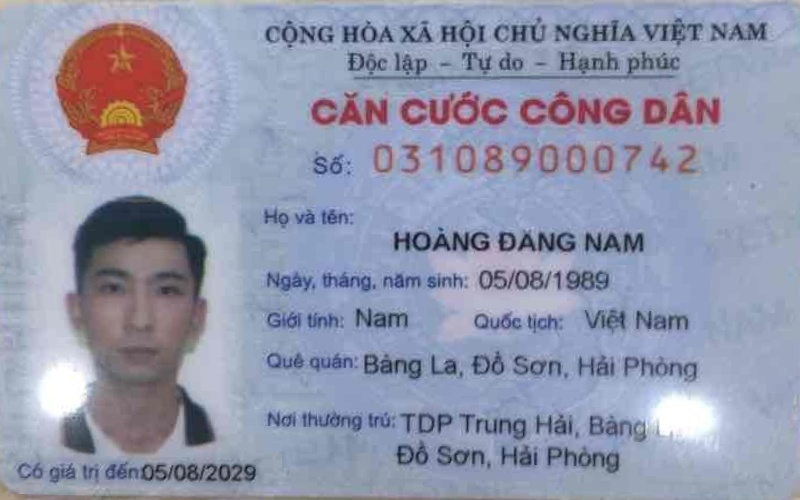 CỘNG HÒA XÃ HỘI CHỦ NGHĨA VIỆT NAM
Độc lập - Tự do - Hạnh phúc
CĂN CƯỚC CÔNG DÂN
Số: 031089000742
Họ và tên:
HOÀNG ĐĂNG NAM
Ngày, tháng, năm sinh: 05/08/1989
Giới tính: Nam Quốc tịch: Việt Nam
Quê quán: Bàng La, Đồ Sơn, Hải Phòng
Nơi thường trú: TDP Trung Hải, Bàng
Đồ Sơn, Hải Phòng
Có giá trị đến: 05/08/2029